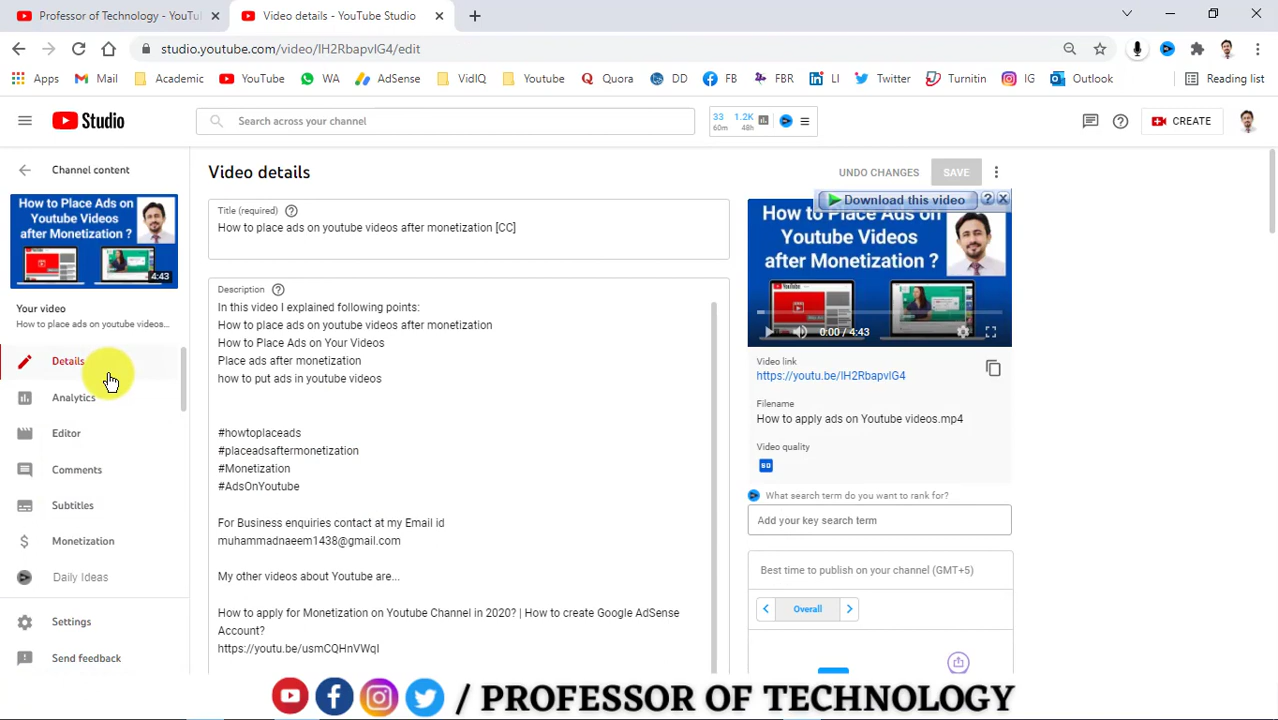 Professor of Technology - YouTu
Video details - YouTube Studio
studio.youtube.com/video/IH2RbapvIG4/edit
Apps
Mail
Academic
YouTube
WA
AdSense
VidIQ
Youtube
Quora
DD
FB
FBR
LI
Twitter
Turnitin
IG
Outlook
Reading list
Studio
Search across your channel
33
60m
1.2K
48h
CREATE
Channel content
Video details
UNDO CHANGES
SAVE
How to Place Ads on
Youtube Videos
after Monetization ?
4:43
Your video
How to place ads on youtube videos...
Details
Analytics
Editor
Comments
Subtitles
Monetization
Daily Ideas
Settings
Send feedback
Title (required)
How to place ads on youtube videos after monetization [CC]
Description
In this video I explained following points:
How to place ads on youtube videos after monetization
How to Place Ads on Your Videos
Place ads after monetization
how to put ads in youtube videos
#howtoplaceads
#placeadsaftermonetization
#Monetization
#AdsOnYoutube
For Business enquiries contact at my Email id
muhammadnaeem1438@gmail.com
My other videos about Youtube are...
How to apply for Monetization on Youtube Channel in 2020? | How to create Google AdSense
Account?
https://youtu.be/usmCQHnVWqI
Download this video
How to Place Ads on
Youtube Videos
after Monetization ?
0:00 / 4:43
Video link
https://youtu.be/IH2RbapvIG4
Filename
How to apply ads on Youtube videos.mp4
Video quality
SD
What search term do you want to rank for?
Add your key search term
Best time to publish on your channel (GMT+5)
Overall
/ PROFESSOR OF TECHNOLOGY